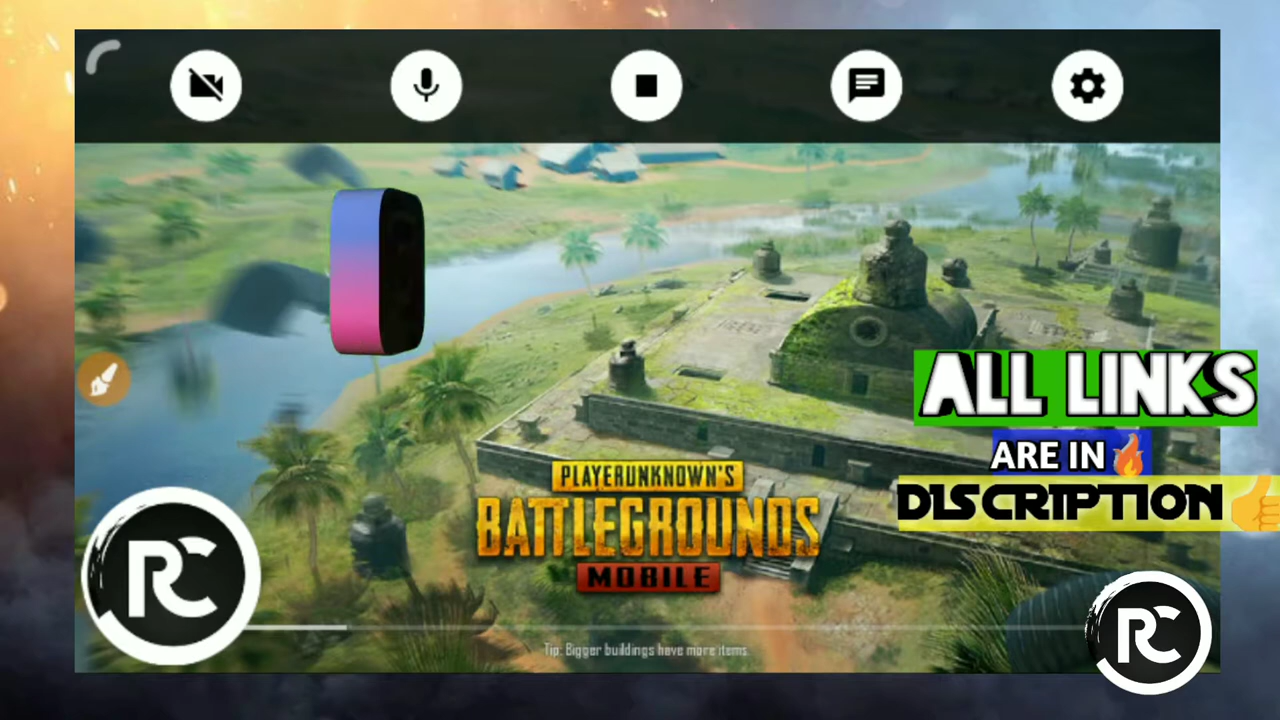 ALL LINKS
ARE IN🔥
DISCRIPTION👍
PLAYERUNKNOWN'S
BATTLEGROUNDS
MOBILE
RC
RC
Tip: Bigger buildings have more items.